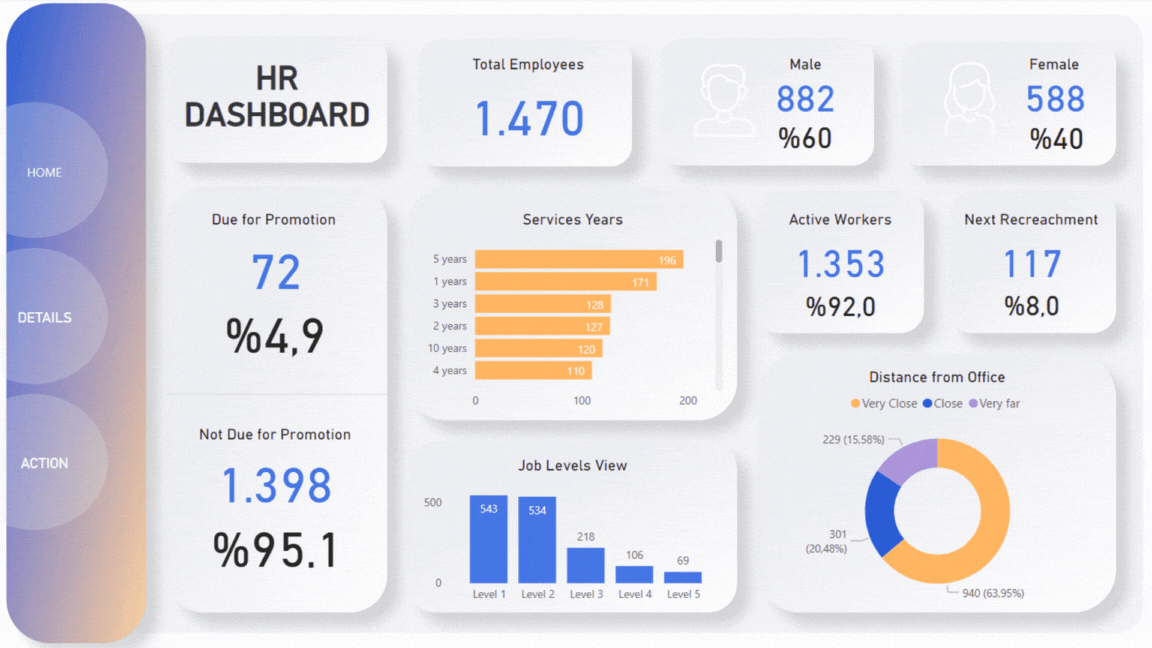 HOME
DETAILS
ACTION
HR
DASHBOARD
Total Employees
1.470
Male
882
%60
Female
588
%40
Due for Promotion
72
%4,9
Not Due for Promotion
1.398
%95.1
Services Years
5 years 196
1 years 171
3 years 128
2 years 127
10 years 120
4 years 110
0 100 200
Active Workers
1.353
%92,0
Next Recreachment
117
%8,0
Job Levels View
500
0
543 534 218 106 69
Level 1 Level 2 Level 3 Level 4 Level 5
Distance from Office
Very Close Close Very far
229 (15.58%)
301
(20.48%)
940 (63.95%)